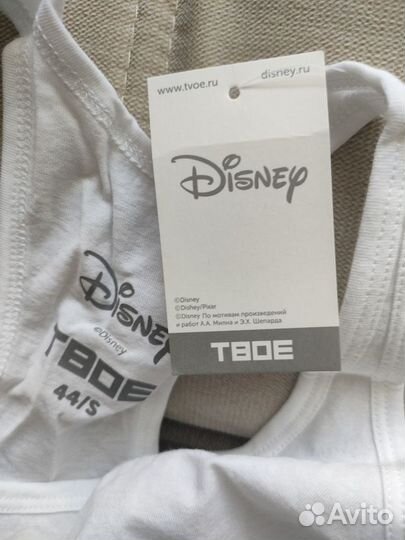 www.tvoe.ru
disney.ru
Disney
©Disney
©Disney/Pixar
©Disney По мотивам произведений
и работ А.А. Милна и Э.Х. Шепарда
ТВОЕ
Disney
©Disney
ТВОЕ
44/S
Avito